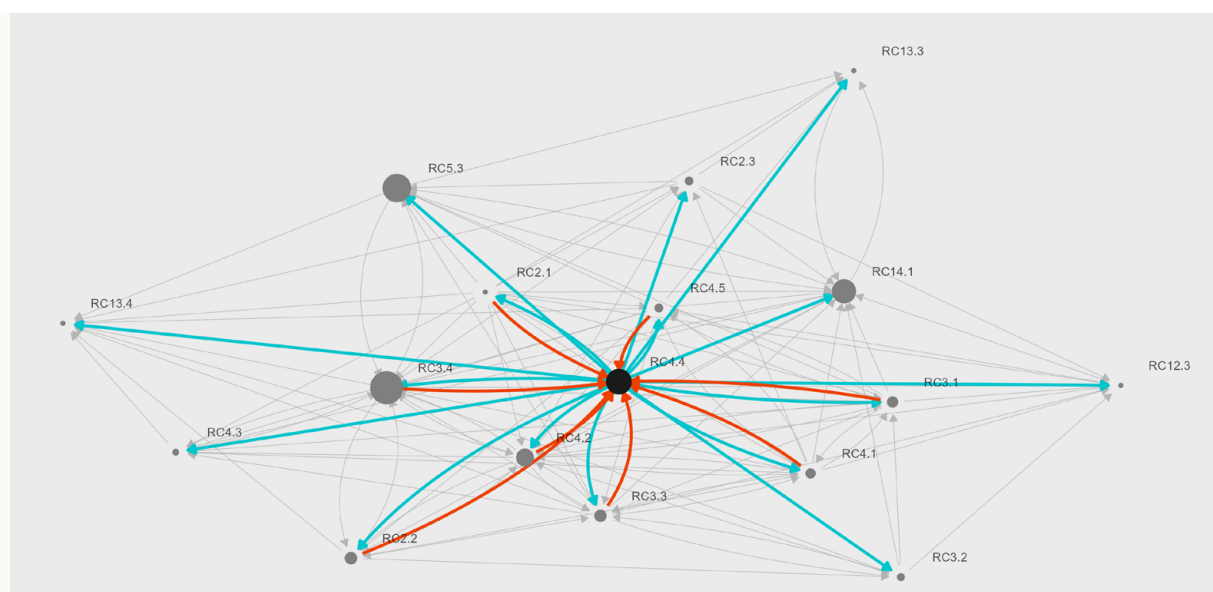 RC13.3
RC2.3
RC5.3
RC2.1
RC14.1
RC4.5
RC13.4
RC4.4
RC3.4
RC12.3
RC3.1
RC4.3
RC4.2
RC4.1
RC3.3
RC2.2
RC3.2